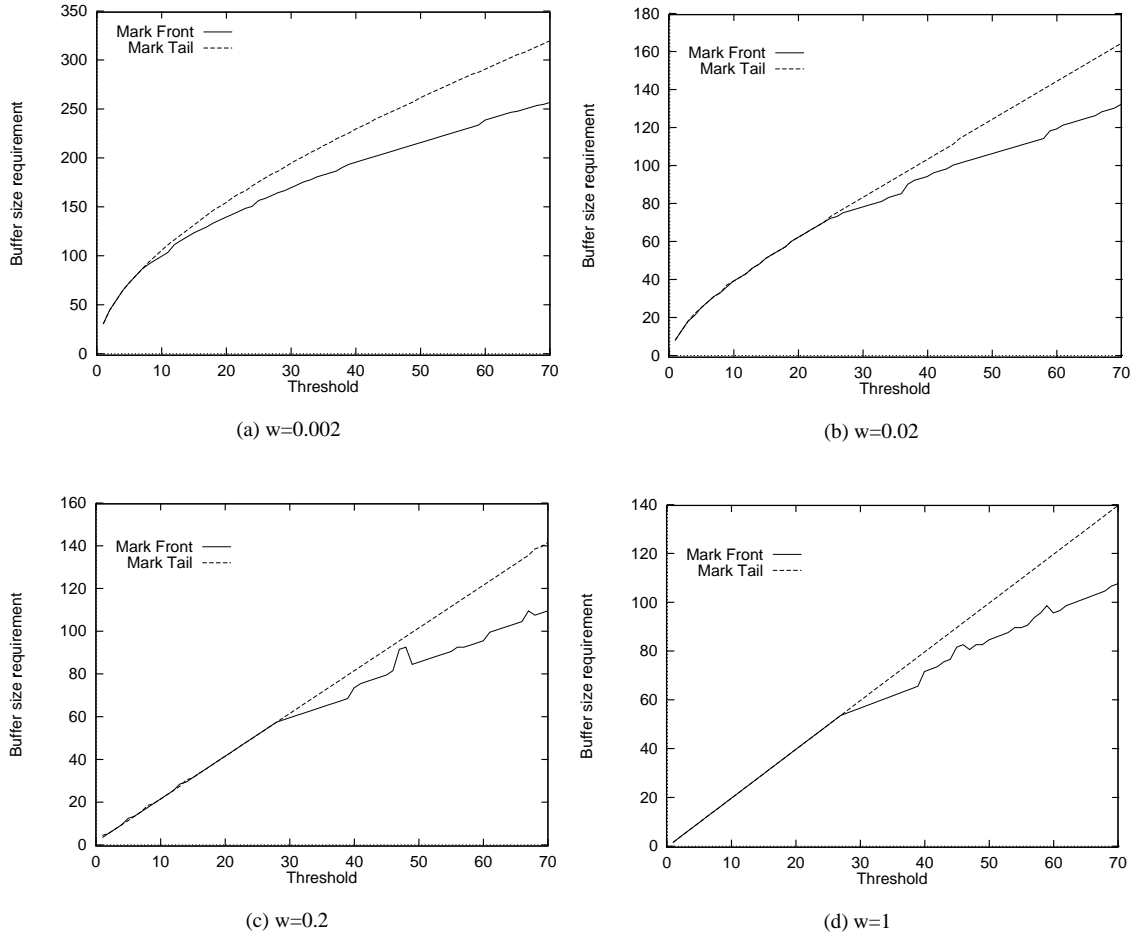 350
300
250
200
150
100
50
0
Buffer size requirement
Mark Front
Mark Tail
0 10 20 30 40 50 60 70
Threshold
(a) w=0.002
180
160
140
120
100
80
60
40
20
0
Buffer size requirement
Mark Front
Mark Tail
0 10 20 30 40 50 60 70
Threshold
(b) w=0.02
160
140
120
100
80
60
40
20
0
Buffer size requirement
Mark Front
Mark Tail
0 10 20 30 40 50 60 70
Threshold
(c) w=0.2
140
120
100
80
60
40
20
0
Buffer size requirement
Mark Front
Mark Tail
0 10 20 30 40 50 60 70
Threshold
(d) w=1